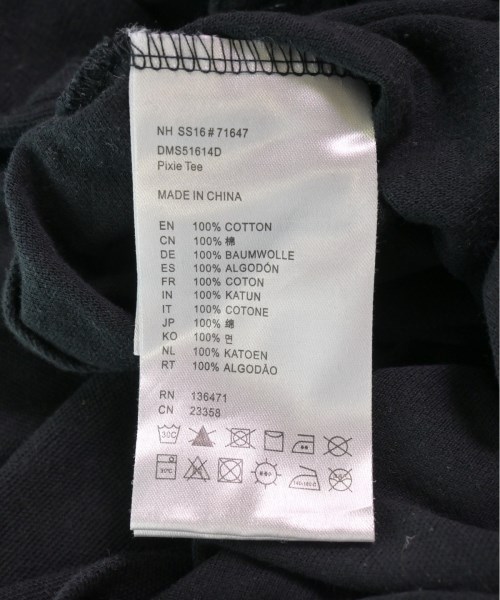 NH SS16#71647
DMS51614D
Pixie Tee
MADE IN CHINA
EN 100% COTTON
CN 100% 棉
DE 100% BAUMWOLLE
ES 100% ALGODÓN
FR 100% COTON
IN 100% KATUN
IT 100% COTONE
JP 100% 綿
KO 100% 면
NL 100% KATOEN
RT 100% ALGODÃO
RN 136471
CN 23358
30C
30°C